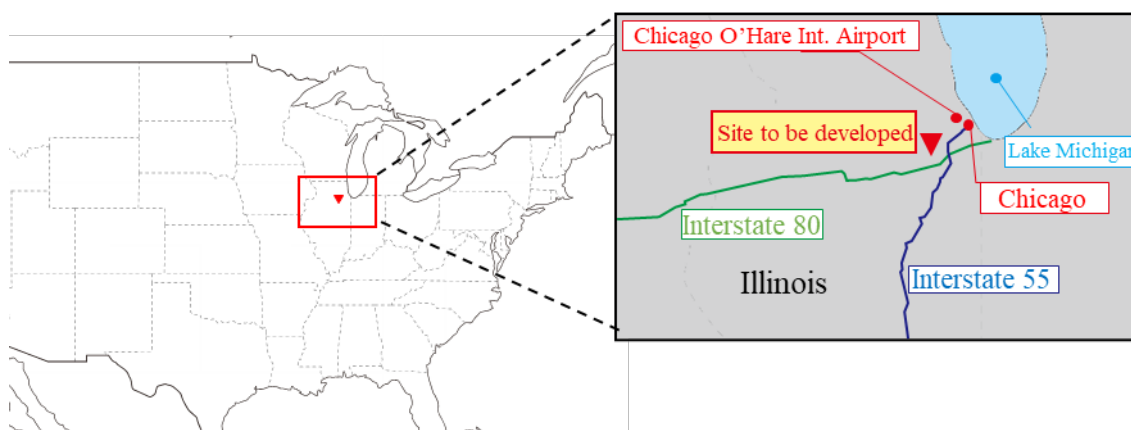 Chicago O’Hare Int. Airport
Site to be developed
Lake Michigan
Chicago
Interstate 80
Illinois
Interstate 55